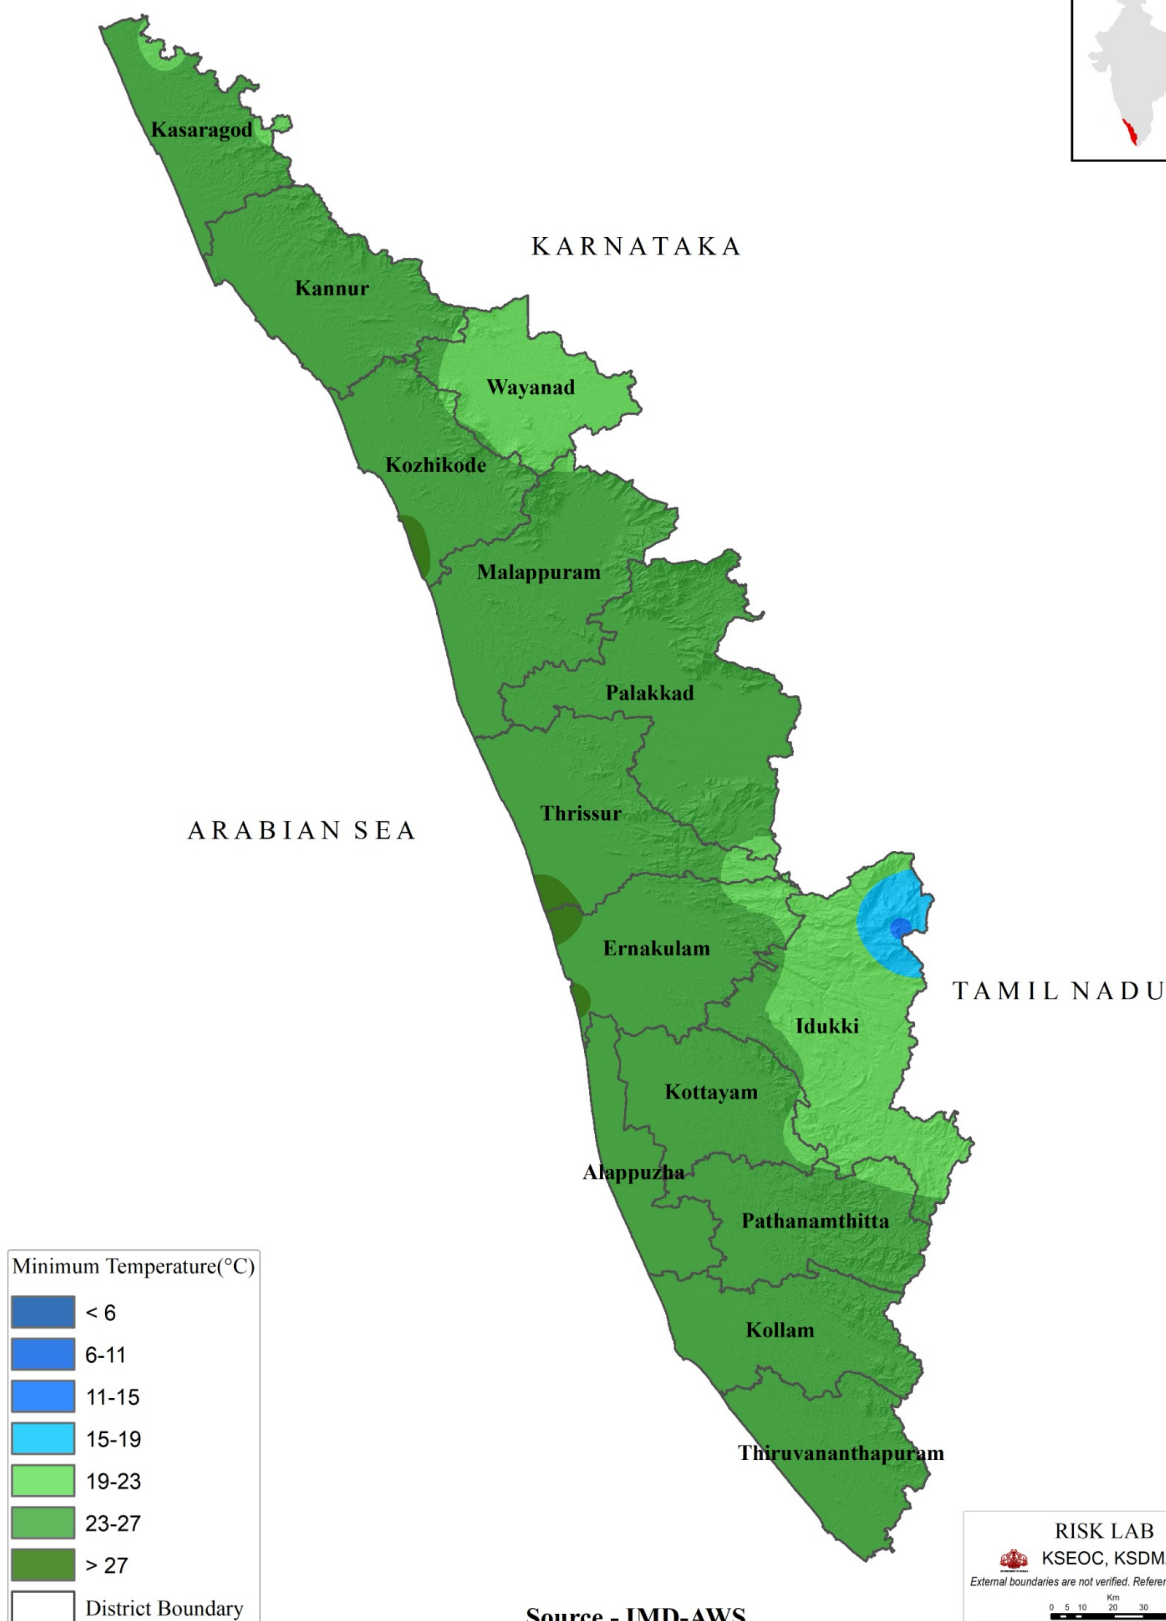 Kasaragod
KARNATAKA
Kannur
Wayanad
Kozhikode
Malappuram
Palakkad
Thrissur
ARABIAN SEA
Ernakulam
TAMIL NADU
Idukki
Kottayam
Alappuzha
Pathanamthitta
Kollam
Thiruvananthapuram
Minimum Temperature(°C)
< 6
6-11
11-15
15-19
19-23
23-27
> 27
District Boundary
RISK LAB
KSEOC, KSDM
External boundaries are not verified. Refere
Km
0 5 10 20 30
Source - IMD-AWS